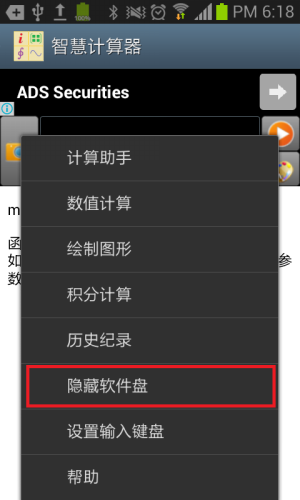 6:18
PM
智慧计算器
ADS Securities
m
函
如
参
数
计算助手
数值计算
绘制图形
积分计算
历史纪录
隐藏软件盘
设置输入键盘
帮助